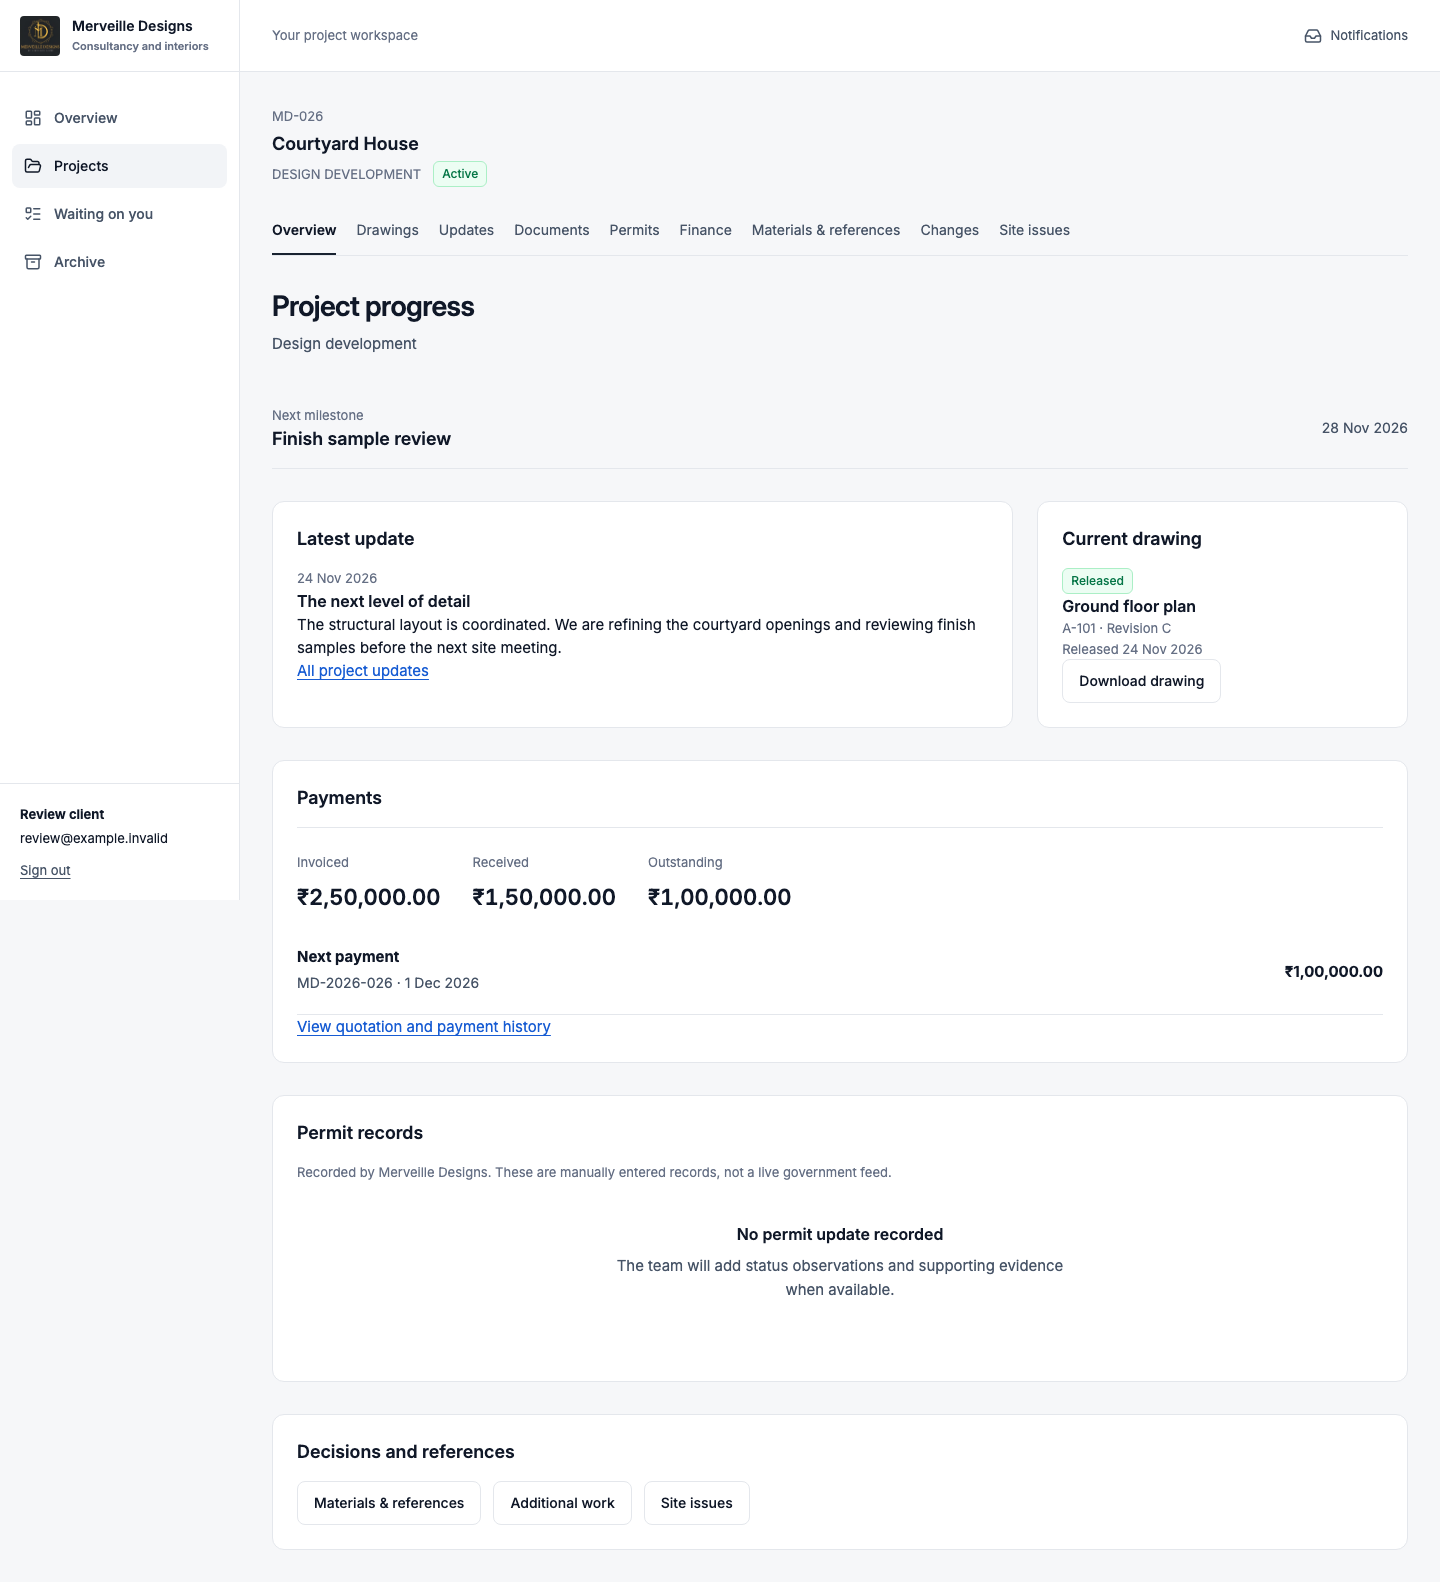 Merveille Designs
Consultancy and interiors
Your project workspace
Notifications
Overview
Projects
Waiting on you
Archive
Review client
review@example.invalid
Sign out
MD-026
Courtyard House
DESIGN DEVELOPMENT
Active
Overview
Drawings
Updates
Documents
Permits
Finance
Materials & references
Changes
Site issues
Project progress
Design development
Next milestone
Finish sample review
28 Nov 2026
Latest update
24 Nov 2026
The next level of detail
The structural layout is coordinated. We are refining the courtyard openings and reviewing finish
samples before the next site meeting.
All project updates
Current drawing
Released
Ground floor plan
A-101 · Revision C
Released 24 Nov 2026
Download drawing
Payments
Invoiced
₹2,50,000.00
Received
₹1,50,000.00
Outstanding
₹1,00,000.00
Next payment
MD-2026-026 · 1 Dec 2026
₹1,00,000.00
View quotation and payment history
Permit records
Recorded by Merveille Designs. These are manually entered records, not a live government feed.
No permit update recorded
The team will add status observations and supporting evidence
when available.
Decisions and references
Materials & references
Additional work
Site issues